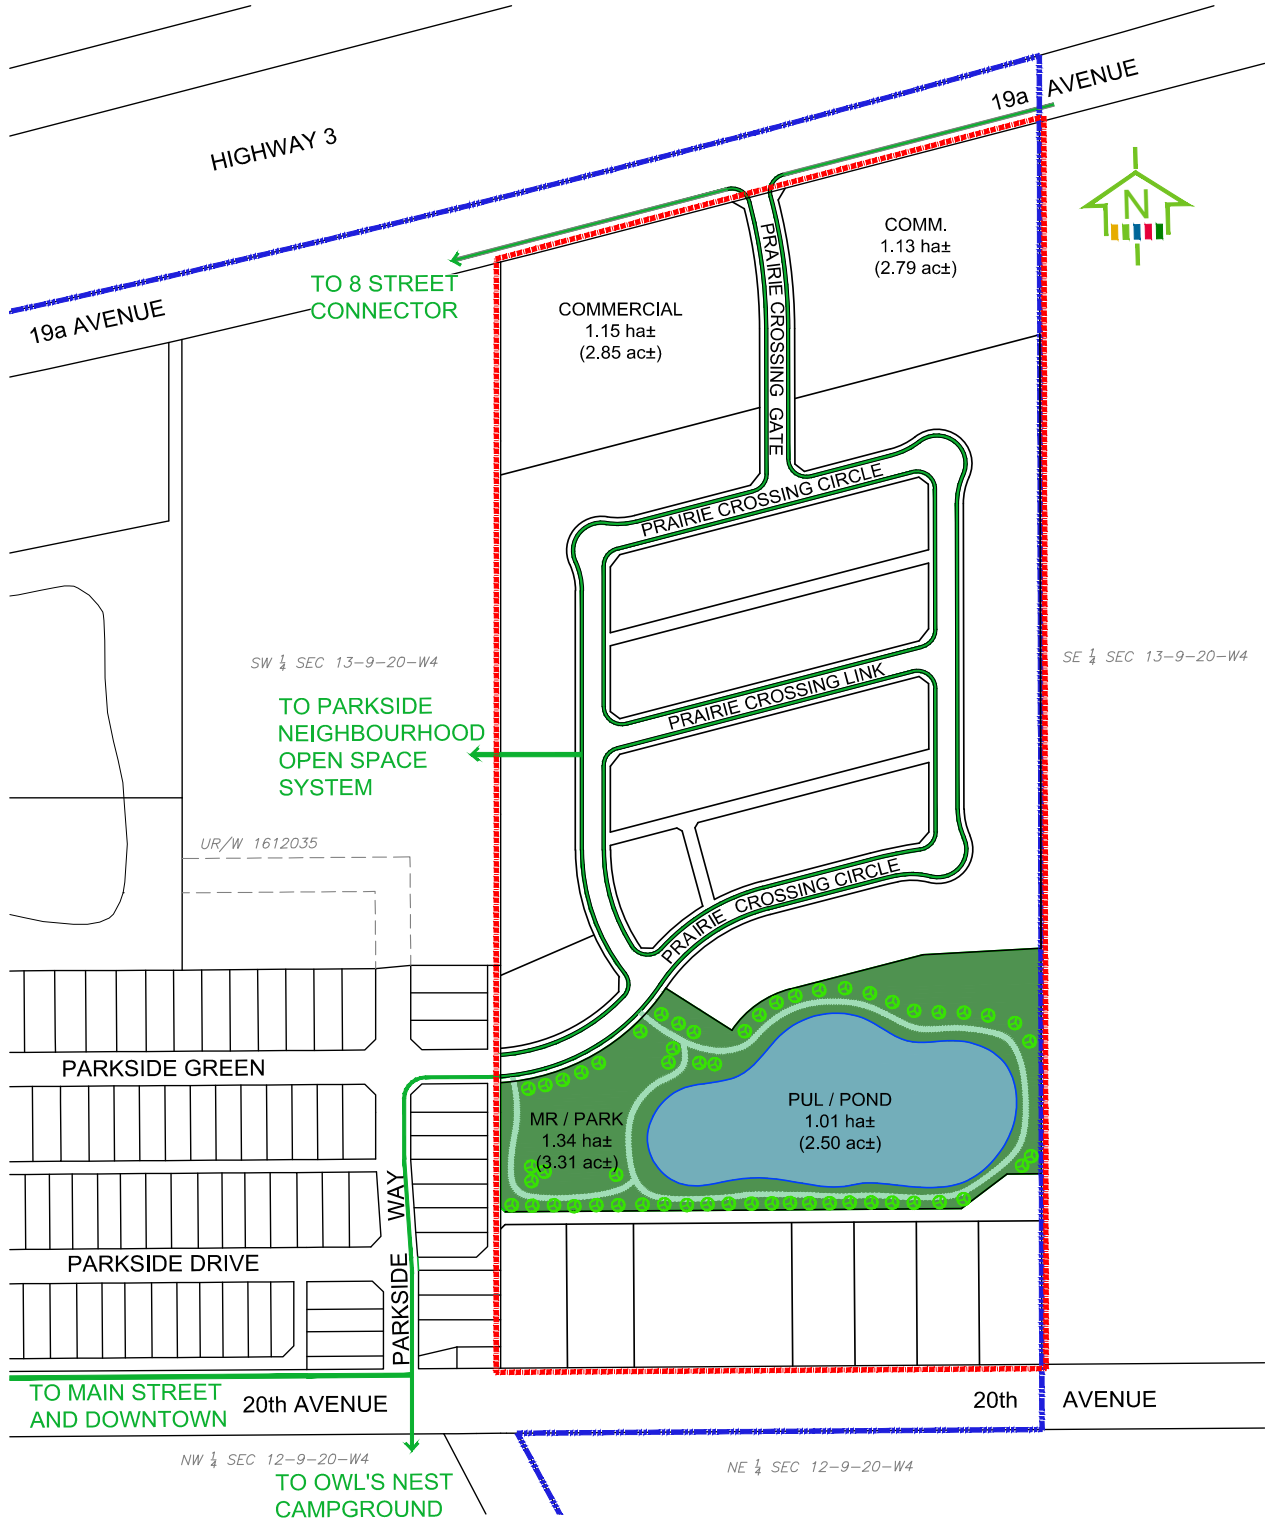 19a AVENUE
HIGHWAY 3
N
COMM.
1.13 ha±
(2.79 ac±)
PRAIRIE CROSSING GATE
TO 8 STREET
CONNECTOR
19a AVENUE
COMMERCIAL
1.15 ha±
(2.85 ac±)
PRAIRIE CROSSING CIRCLE
SW 1/4 SEC 13-9-20-W4
SE 1/4 SEC 13-9-20-W4
PRAIRIE CROSSING LINK
TO PARKSIDE
NEIGHBOURHOOD
OPEN SPACE
SYSTEM
UR/W 1612035
PRAIRIE CROSSING CIRCLE
PARKSIDE GREEN
MR / PARK
1.34 ha±
(3.31 ac±)
PUL / POND
1.01 ha±
(2.50 ac±)
PARKSIDE WAY
PARKSIDE DRIVE
TO MAIN STREET
AND DOWNTOWN
20th AVENUE
20th AVENUE
NW 1/4 SEC 12-9-20-W4
NE 1/4 SEC 12-9-20-W4
TO OWL'S NEST
CAMPGROUND